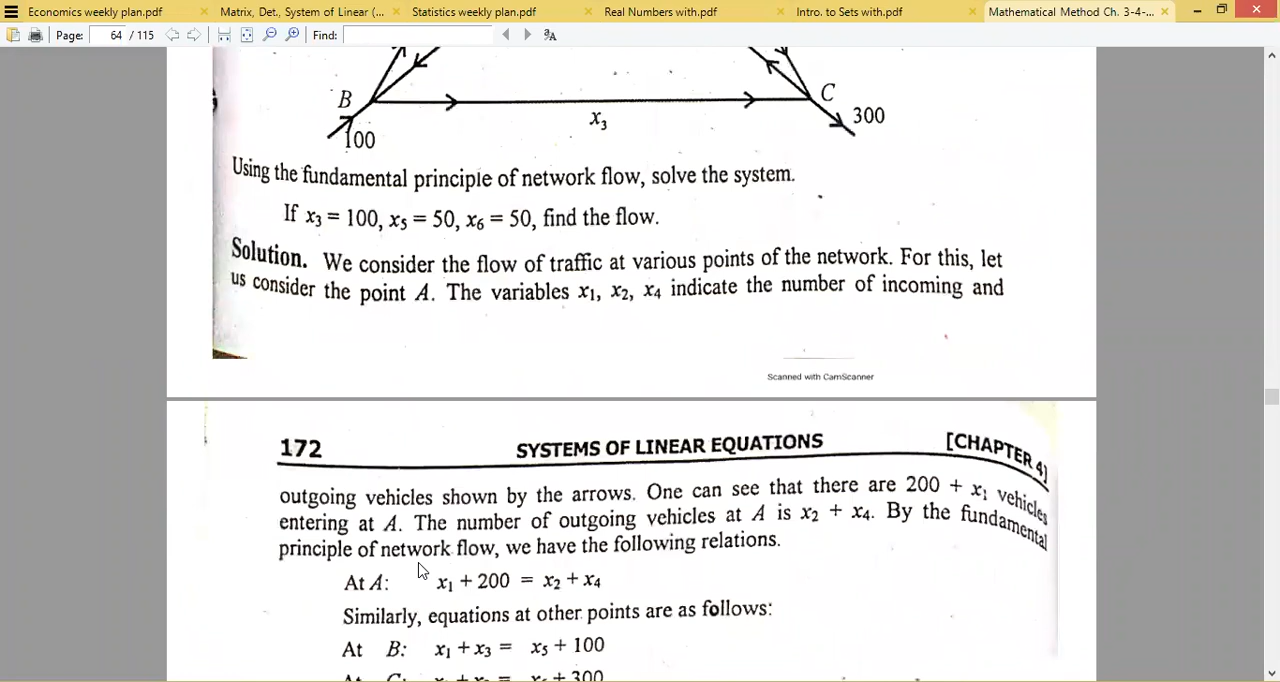 Economics weekly plan.pdf × Matrix, Det., System of Linear (... × Statistics weekly plan.pdf × Real Numbers with.pdf × Intro. to Sets with.pdf × Mathematical Method Ch. 3-4-... ×
Page: 64 / 115 Find:
B C
300
x₃
100
Using the fundamental principle of network flow, solve the system.
If x₃ = 100, x₅ = 50, x₆ = 50, find the flow.
Solution. We consider the flow of traffic at various points of the network. For this, let
us consider the point A. The variables x₁, x₂, x₄ indicate the number of incoming and
Scanned with CamScanner
172 SYSTEMS OF LINEAR EQUATIONS [CHAPTER 4]
outgoing vehicles shown by the arrows. One can see that there are 200 + x₁ vehicles
entering at A. The number of outgoing vehicles at A is x₂ + x₄. By the fundamental
principle of network flow, we have the following relations.
At A: x₁ + 200 = x₂ + x₄
Similarly, equations at other points are as follows:
At B: x₁ + x₃ = x₅ + 100
+ 300